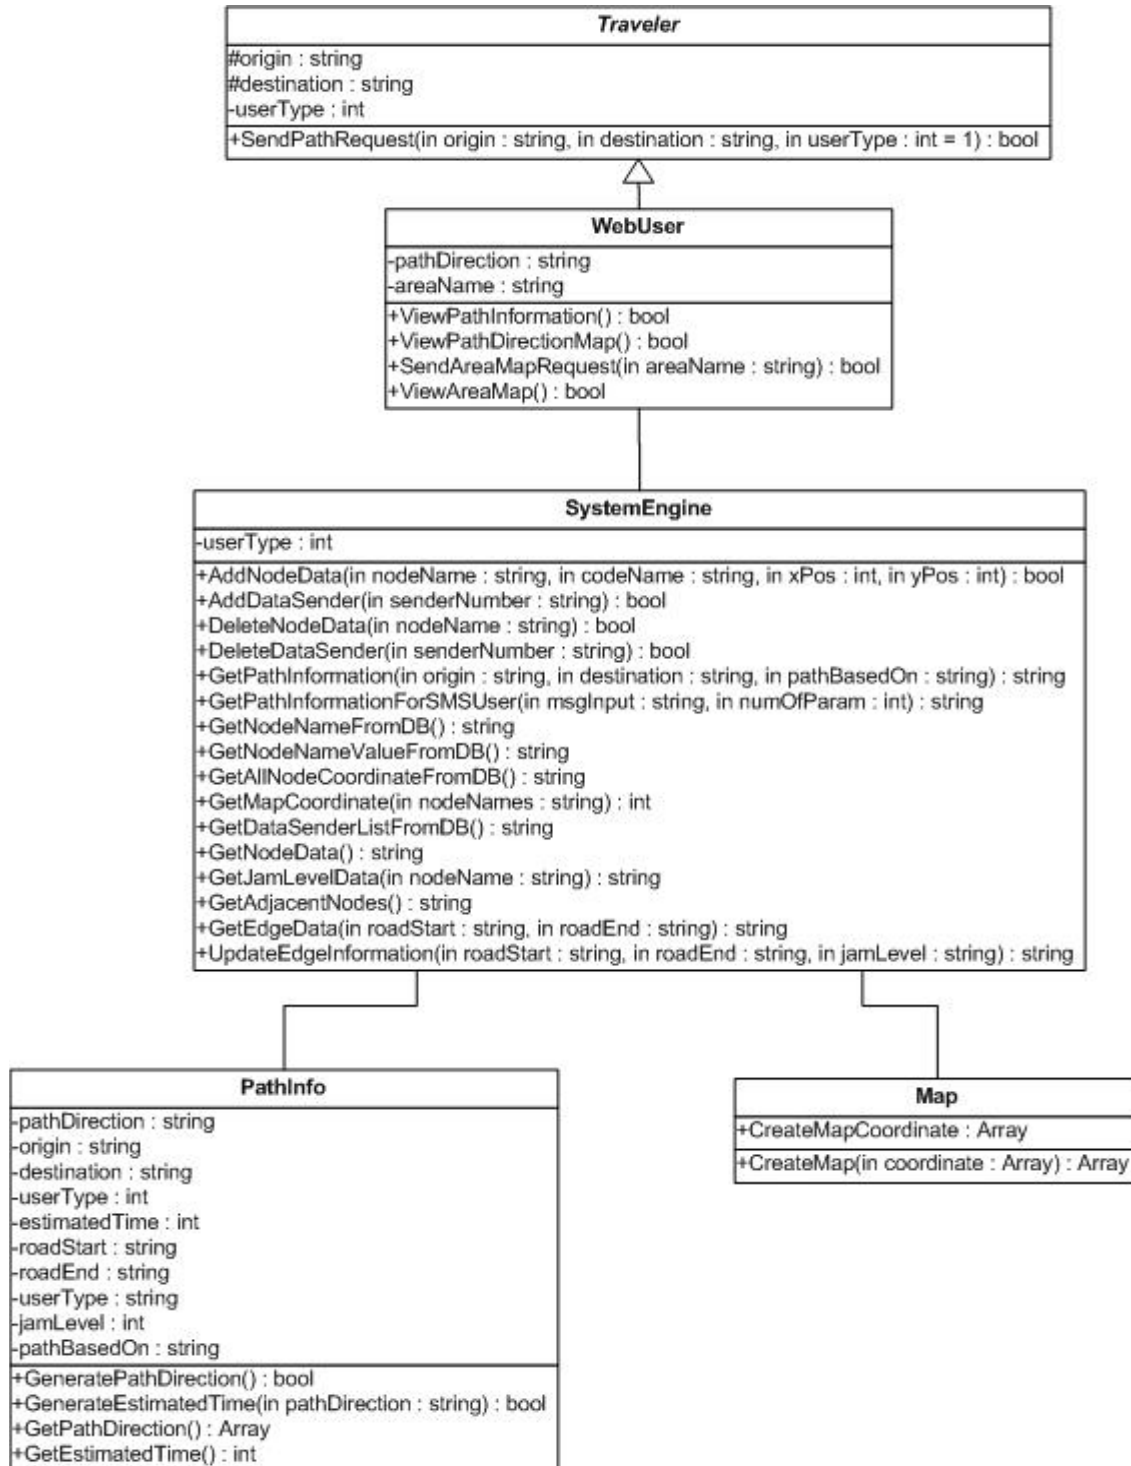 Traveler
#origin : string
#destination : string
-userType : int
+SendPathRequest(in origin : string, in destination : string, in userType : int = 1) : bool
WebUser
-pathDirection : string
-areaName : string
+ViewPathInformation() : bool
+ViewPathDirectionMap() : bool
+SendAreaMapRequest(in areaName : string) : bool
+ViewAreaMap() : bool
SystemEngine
-userType : int
+AddNodeData(in nodeName : string, in codeName : string, in xPos : int, in yPos : int) : bool
+AddDataSender(in senderNumber : string) : bool
+DeleteNodeData(in nodeName : string) : bool
+DeleteDataSender(in senderNumber : string) : bool
+GetPathInformation(in origin : string, in destination : string, in pathBasedOn : string) : string
+GetPathInformationForSMSUser(in msgInput : string, in numOfParam : int) : string
+GetNodeNameFromDB() : string
+GetNodeNameValueFromDB() : string
+GetAllNodeCoordinateFromDB() : string
+GetMapCoordinate(in nodeNames : string) : int
+GetDataSenderListFromDB() : string
+GetNodeData() : string
+GetJamLevelData(in nodeName : string) : string
+GetAdjacentNodes() : string
+GetEdgeData(in roadStart : string, in roadEnd : string) : string
+UpdateEdgeInformation(in roadStart : string, in roadEnd : string, in jamLevel : string) : string
PathInfo
-pathDirection : string
-origin : string
-destination : string
-userType : int
-estimatedTime : int
-roadStart : string
-roadEnd : string
-userType : string
-jamLevel : int
-pathBasedOn : string
+GeneratePathDirection() : bool
+GenerateEstimatedTime(in pathDirection : string) : bool
+GetPathDirection() : Array
+GetEstimatedTime() : int
Map
+CreateMapCoordinate : Array
+CreateMap(in coordinate : Array) : Array